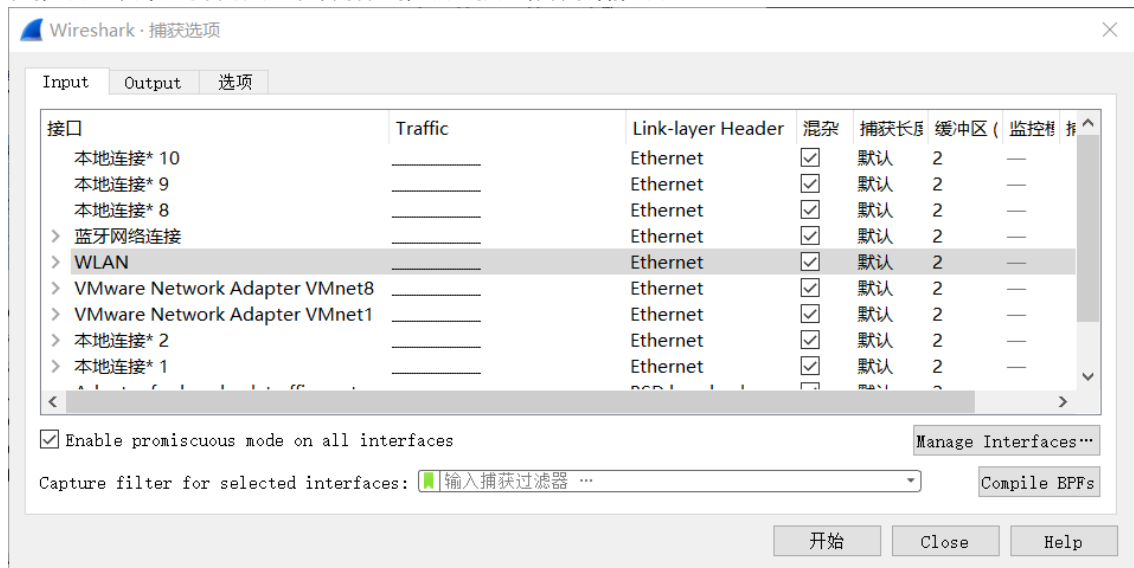 Wireshark · 捕获选项
Input Output 选项
接口 Traffic Link-layer Header 混杂 捕获长度 缓冲区 ( 监控模
本地连接* 10 Ethernet 默认 2 —
本地连接* 9 Ethernet 默认 2 —
本地连接* 8 Ethernet 默认 2 —
蓝牙网络连接 Ethernet 默认 2 —
WLAN Ethernet 默认 2 —
VMware Network Adapter VMnet8 Ethernet 默认 2 —
VMware Network Adapter VMnet1 Ethernet 默认 2 —
本地连接* 2 Ethernet 默认 2 —
本地连接* 1 Ethernet 默认 2 —
Enable promiscuous mode on all interfaces Manage Interfaces…
Capture filter for selected interfaces: 输入捕获过滤器 … Compile BPFs
开始 Close Help